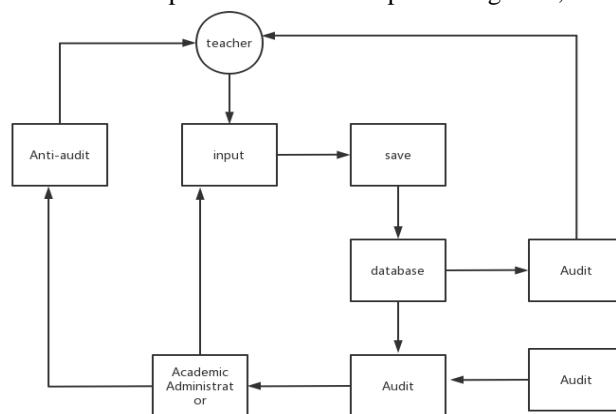 teacher
Anti-audit
input
save
database
Audit
Academic
Administrat
or
Audit
Audit